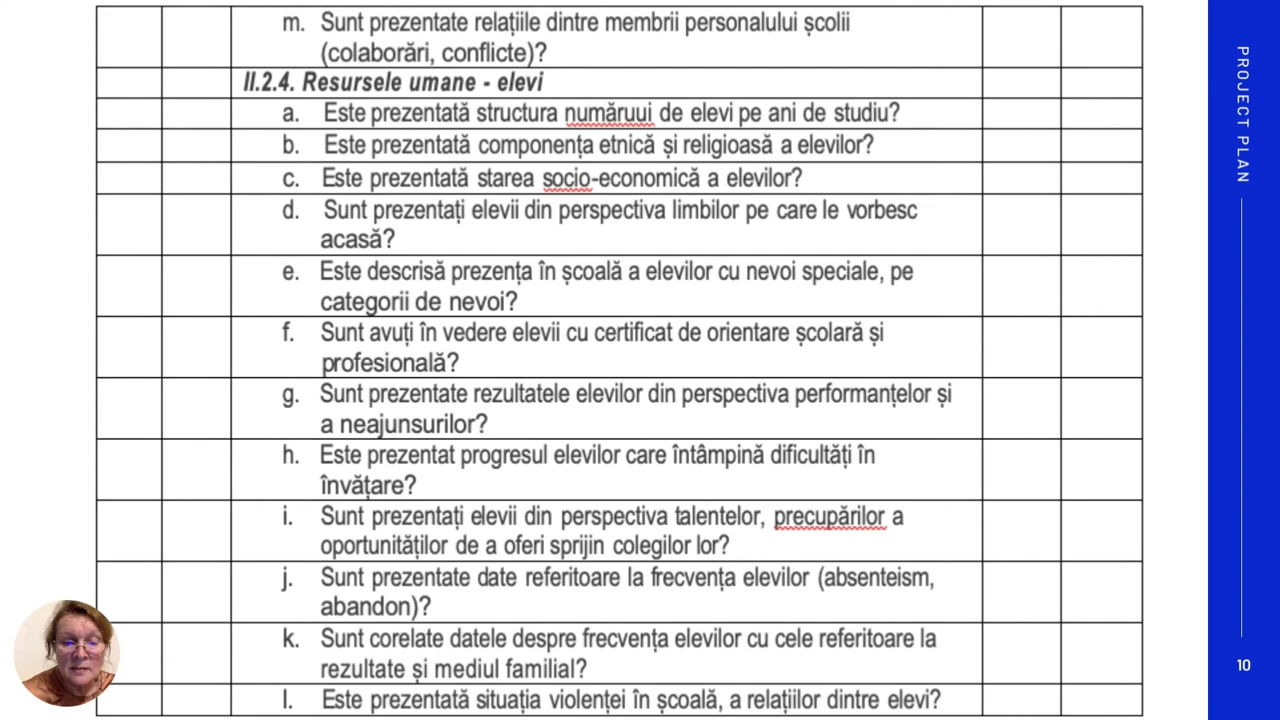 m. Sunt prezentate relațiile dintre membrii personalului școlii
(colaborări, conflicte)?
II.2.4. Resursele umane - elevi
a. Este prezentată structura număruui de elevi pe ani de studiu?
b. Este prezentată componența etnică și religioasă a elevilor?
c. Este prezentată starea socio-economică a elevilor?
d. Sunt prezentați elevii din perspectiva limbilor pe care le vorbesc
acasă?
e. Este descrisă prezența în școală a elevilor cu nevoi speciale, pe
categorii de nevoi?
f. Sunt avuți în vedere elevii cu certificat de orientare școlară și
profesională?
g. Sunt prezentate rezultatele elevilor din perspectiva performanțelor și
a neajunsurilor?
h. Este prezentat progresul elevilor care întâmpină dificultăți în
învățare?
i. Sunt prezentați elevii din perspectiva talentelor, precupărilor a
oportunităților de a oferi sprijin colegilor lor?
j. Sunt prezentate date referitoare la frecvența elevilor (absenteism,
abandon)?
k. Sunt corelate datele despre frecvența elevilor cu cele referitoare la
rezultate și mediul familial?
l. Este prezentată situația violenței în școală, a relațiilor dintre elevi?
PROJECT PLAN
10